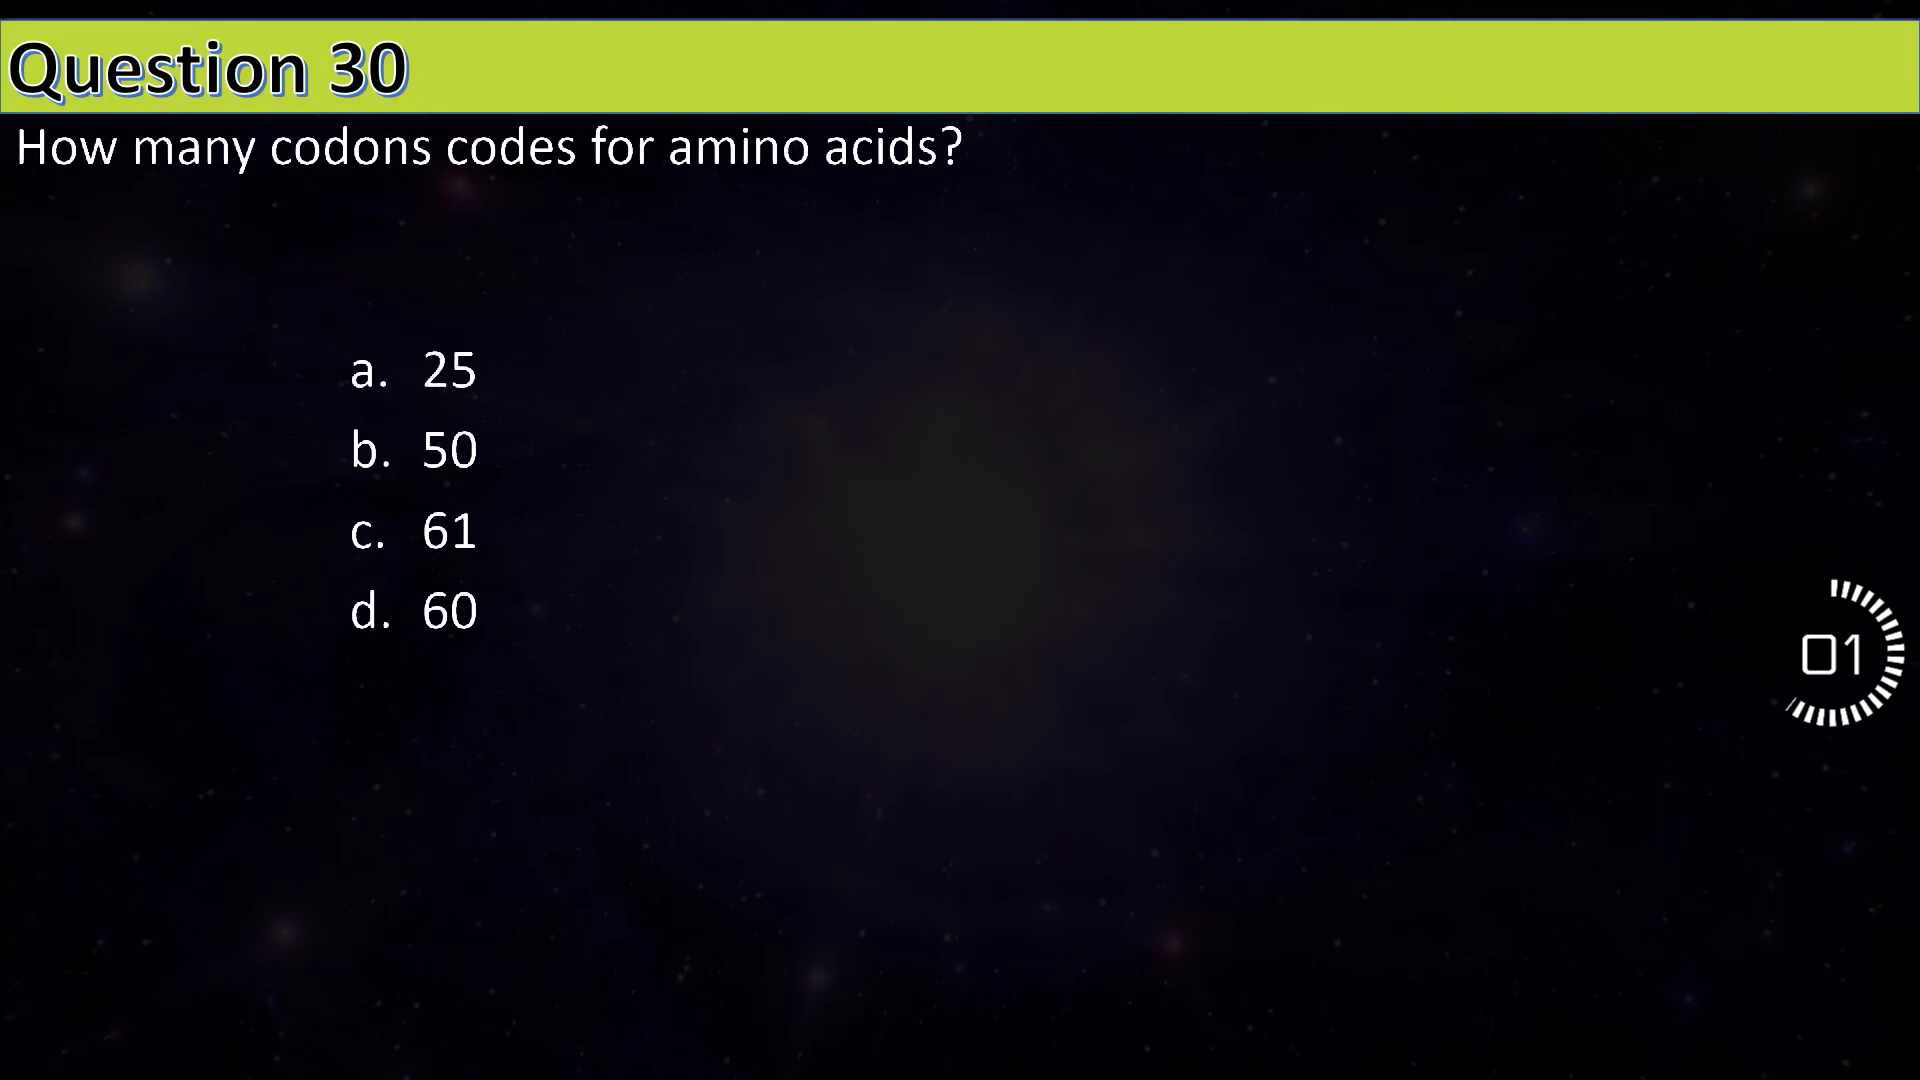 Question 30
How many codons codes for amino acids?
a. 25
b. 50
c. 61
d. 60
01